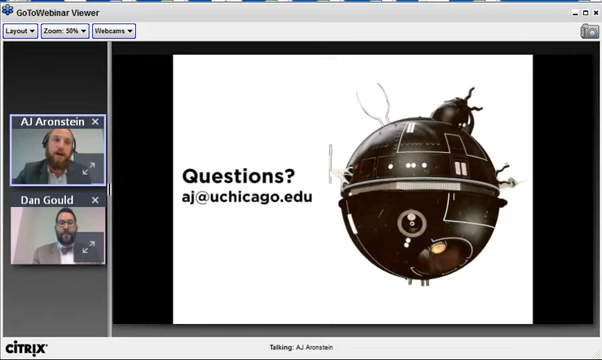 GoToWebinar Viewer
Layout
Zoom: 50%
Webcams
AJ Aronstein
Dan Gould
Questions?
aj@uchicago.edu
CITRIX
Talking: AJ Aronstein